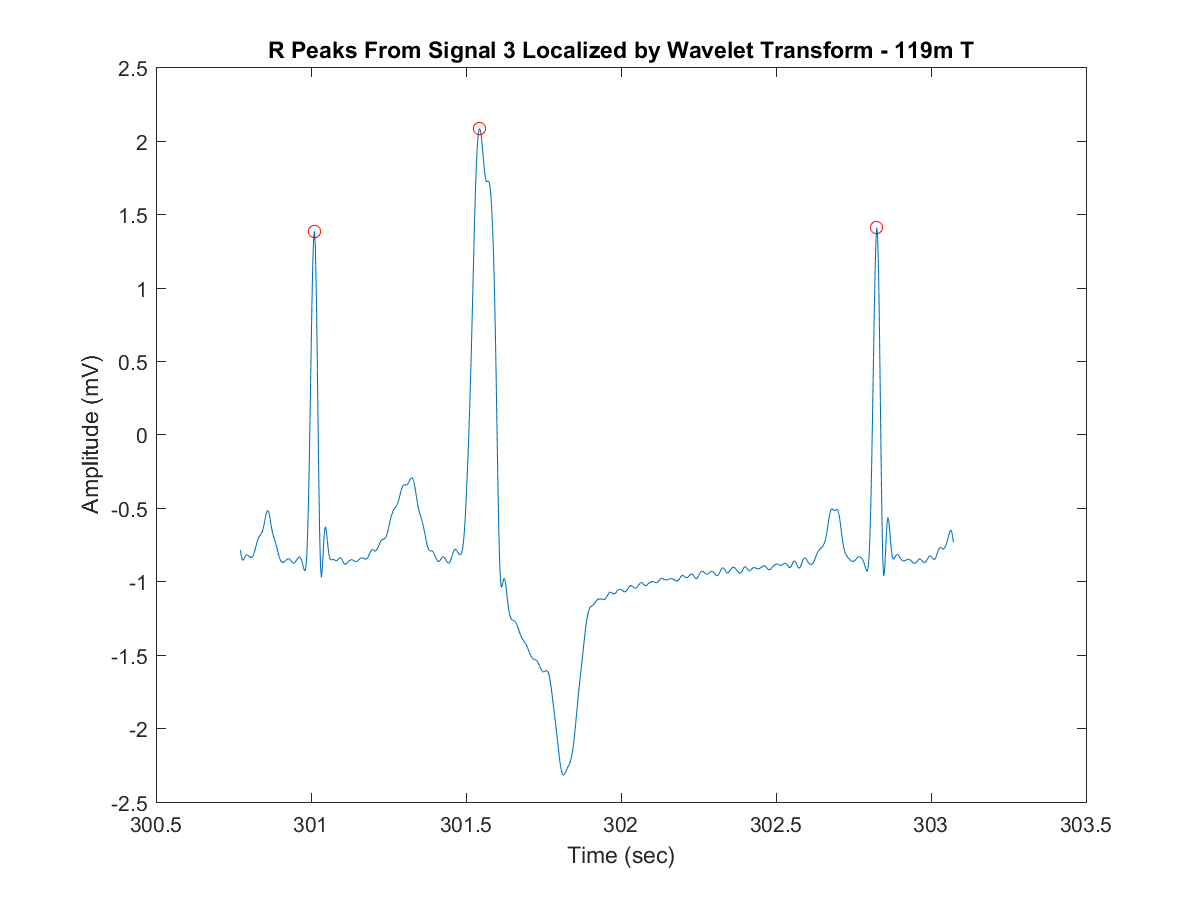 R Peaks From Signal 3 Localized by Wavelet Transform - 119m T
2.5
2
1.5
1
0.5
0
-0.5
-1
-1.5
-2
-2.5
Amplitude (mV)
300.5 301 301.5 302 302.5 303 303.5
Time (sec)